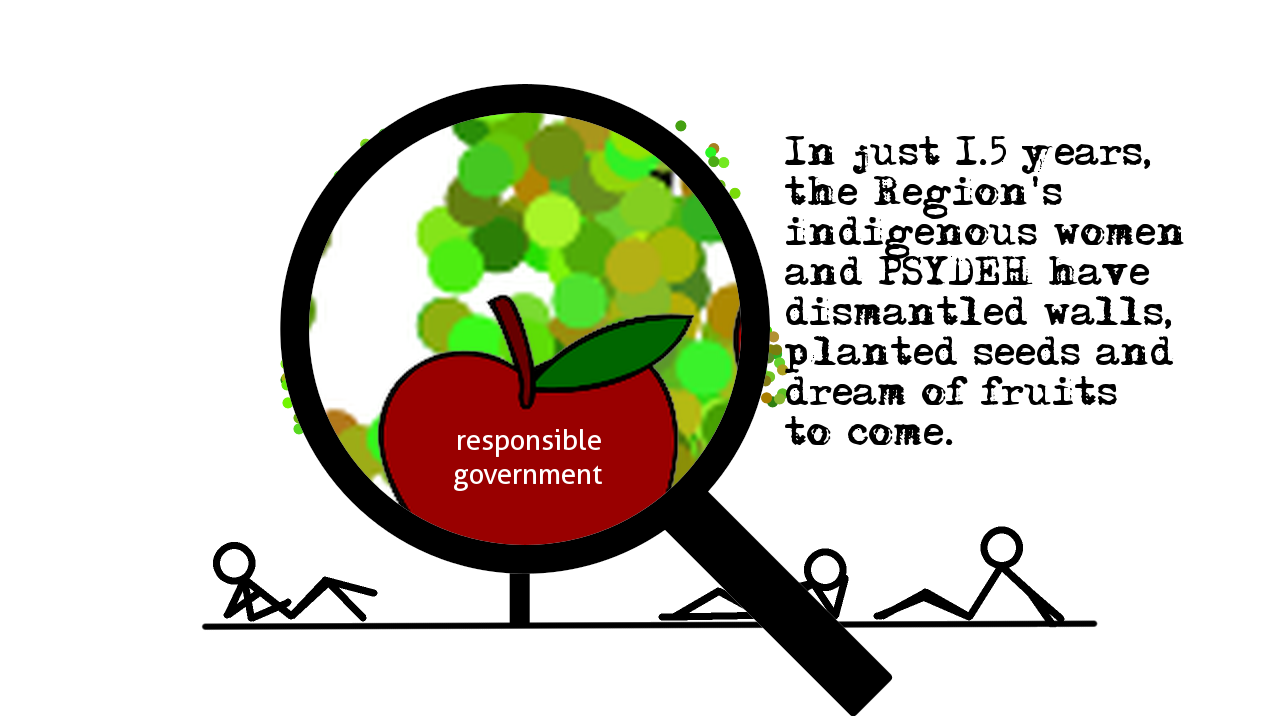 In just 1.5 years,
the Region's
indigenous women
and PSYDEH have
dismantled walls,
planted seeds and
dream of fruits
to come.
responsible
government